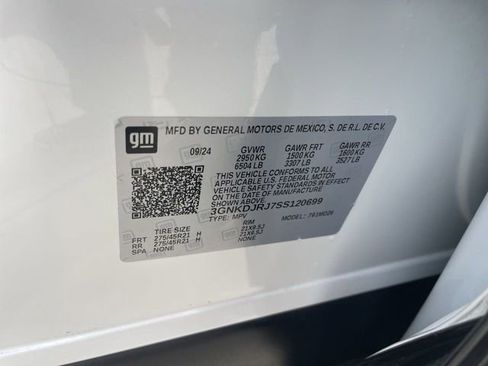 gm
MFD BY GENERAL MOTORS DE MEXICO, S. DE R.L. DE C.V.
09/24 GVWR GAWR FRT GAWR RR
2950 KG 1500 KG 1600 KG
6504 LB 3307 LB 3527 LB
THIS VEHICLE CONFORMS TO ALL
APPLICABLE U.S. FEDERAL MOTOR
VEHICLE SAFETY STANDARDS IN
EFFECT ON THE DATE OF
MANUFACTURE SHOWN ABOVE.
3GNKDJRJ7SS120699
TYPE: MPV MODEL:
TIRE SIZE RIM
FRT 275/45R21 H 21X9.5J
RR 275/45R21 H 21X9.5J
SPA NONE NONE